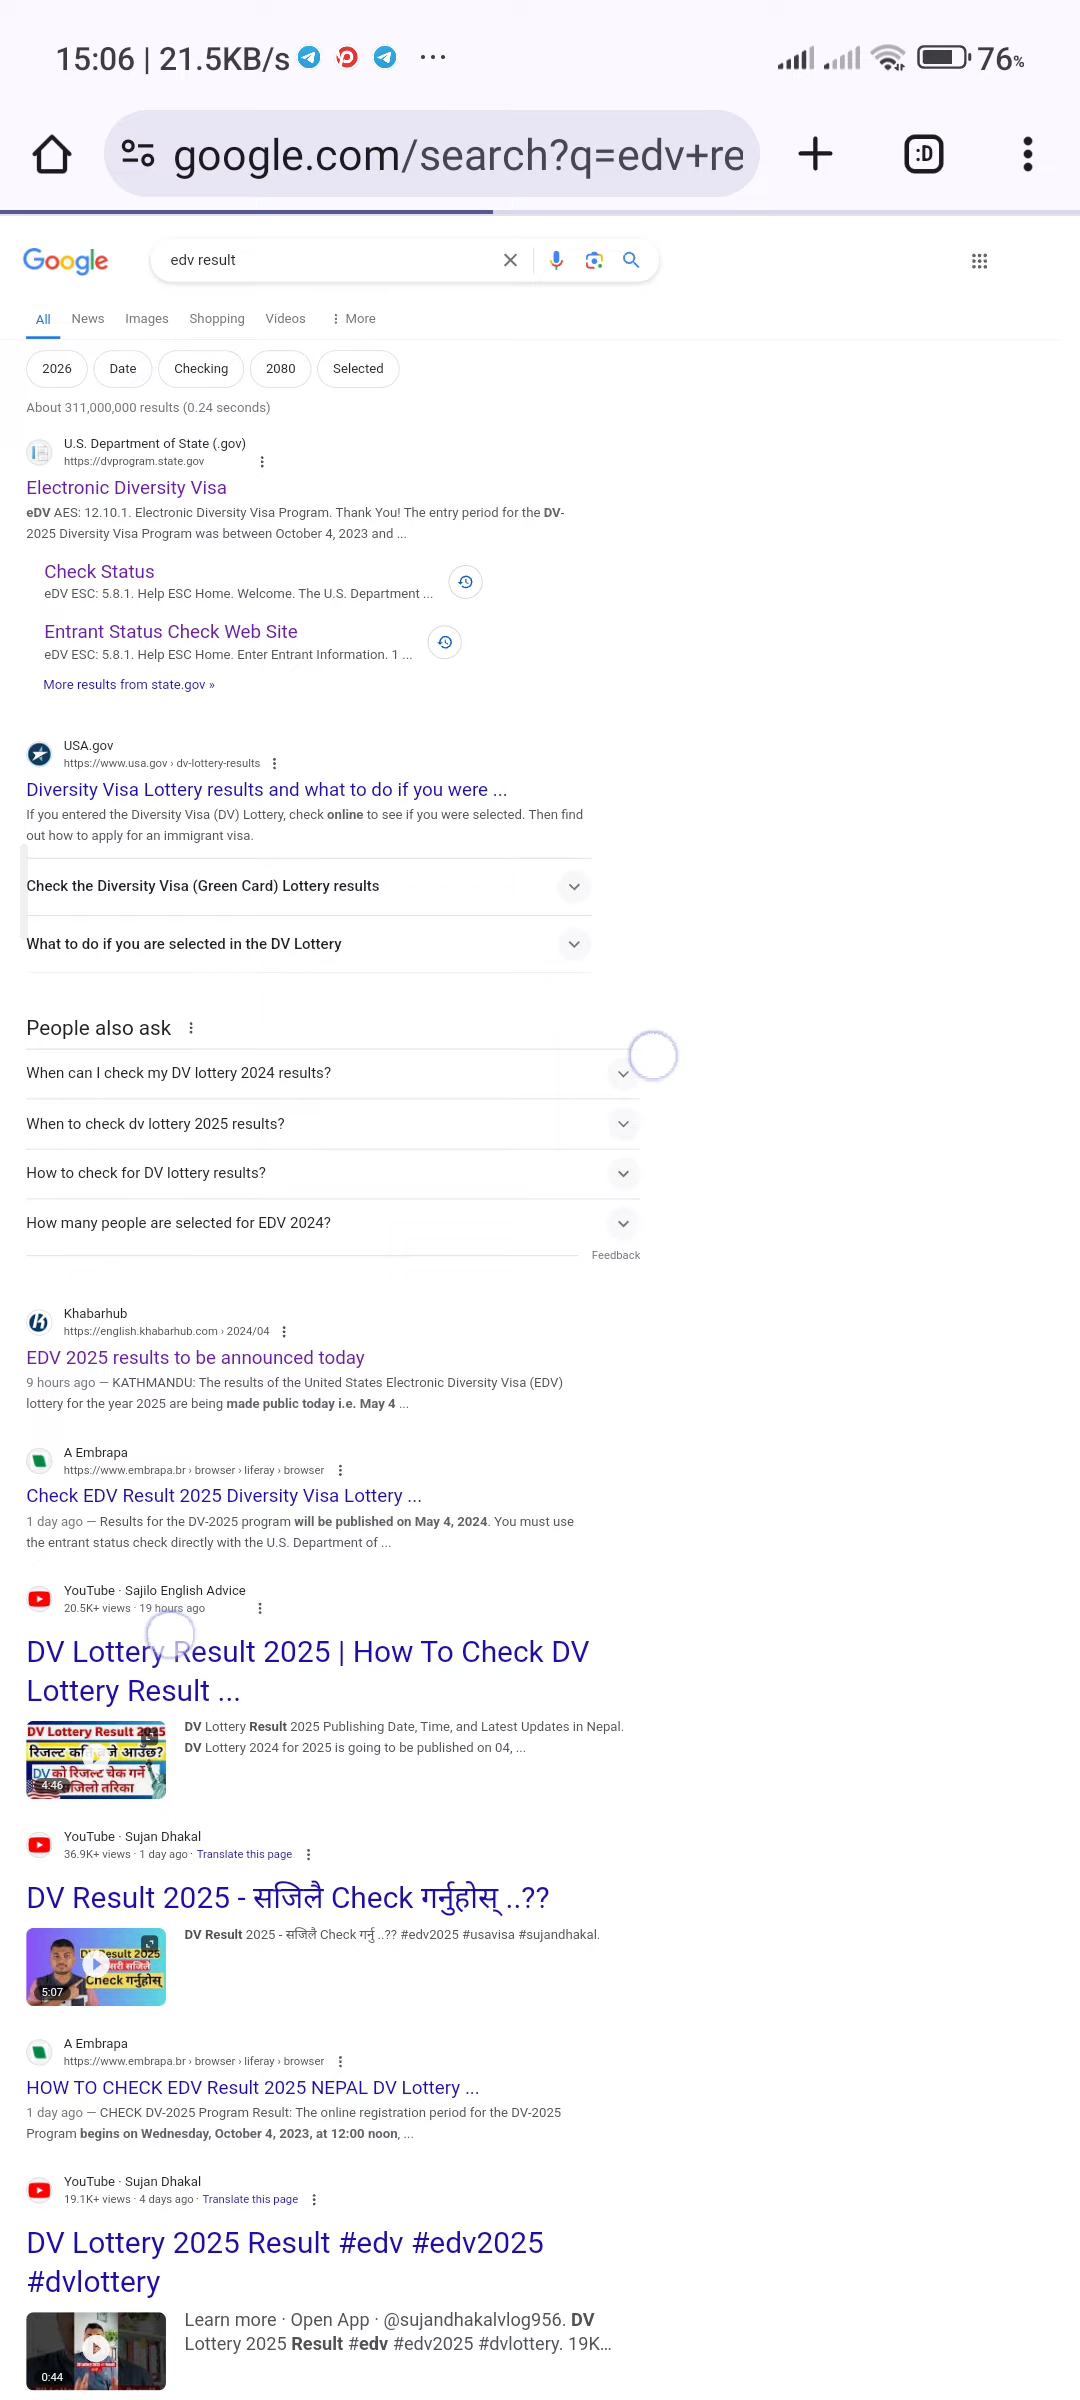 15:06 | 21.5KB/s ... 76%
google.com/search?q=edv+re :D
Google edv result
All News Images Shopping Videos More
2026 Date Checking 2080 Selected
About 311,000,000 results (0.24 seconds)
U.S. Department of State (.gov)
https://dvprogram.state.gov
Electronic Diversity Visa
eDV AES: 12.10.1. Electronic Diversity Visa Program. Thank You! The entry period for the DV-
2025 Diversity Visa Program was between October 4, 2023 and ...
Check Status
eDV ESC: 5.8.1. Help ESC Home. Welcome. The U.S. Department ...
Entrant Status Check Web Site
eDV ESC: 5.8.1. Help ESC Home. Enter Entrant Information. 1 ...
More results from state.gov »
USA.gov
https://www.usa.gov › dv-lottery-results
Diversity Visa Lottery results and what to do if you were ...
If you entered the Diversity Visa (DV) Lottery, check online to see if you were selected. Then find
out how to apply for an immigrant visa.
Check the Diversity Visa (Green Card) Lottery results
What to do if you are selected in the DV Lottery
People also ask
When can I check my DV lottery 2024 results?
When to check dv lottery 2025 results?
How to check for DV lottery results?
How many people are selected for EDV 2024?
Feedback
Khabarhub
https://english.khabarhub.com › 2024/04
EDV 2025 results to be announced today
9 hours ago — KATHMANDU: The results of the United States Electronic Diversity Visa (EDV)
lottery for the year 2025 are being made public today i.e. May 4 ...
A Embrapa
https://www.embrapa.br › browser › liferay › browser
Check EDV Result 2025 Diversity Visa Lottery ...
1 day ago — Results for the DV-2025 program will be published on May 4, 2024. You must use
the entrant status check directly with the U.S. Department of ...
YouTube · Sajilo English Advice
20.5K+ views · 19 hours ago
DV Lottery Result 2025 | How To Check DV
Lottery Result ...
DV Lottery Result 2025
रिजल्ट कति बजे आउँछ?
DV को रिजल्ट चेक गर्ने
सजिलो तरिका
4:46
DV Lottery Result 2025 Publishing Date, Time, and Latest Updates in Nepal.
DV Lottery 2024 for 2025 is going to be published on 04, ...
YouTube · Sujan Dhakal
36.9K+ views · 1 day ago · Translate this page
DV Result 2025 - सजिलै Check गर्नुहोस् ..??
DV Result 2025
सजिलै
Check गर्नुहोस्
5:07
DV Result 2025 - सजिलै Check गर्नु ..?? #edv2025 #usavisa #sujandhakal.
A Embrapa
https://www.embrapa.br › browser › liferay › browser
HOW TO CHECK EDV Result 2025 NEPAL DV Lottery ...
1 day ago — CHECK DV-2025 Program Result: The online registration period for the DV-2025
Program begins on Wednesday, October 4, 2023, at 12:00 noon, ...
YouTube · Sujan Dhakal
19.1K+ views · 4 days ago · Translate this page
DV Lottery 2025 Result #edv #edv2025
#dvlottery
0:44
Learn more · Open App · @sujandhakalvlog956. DV
Lottery 2025 Result #edv #edv2025 #dvlottery. 19K...